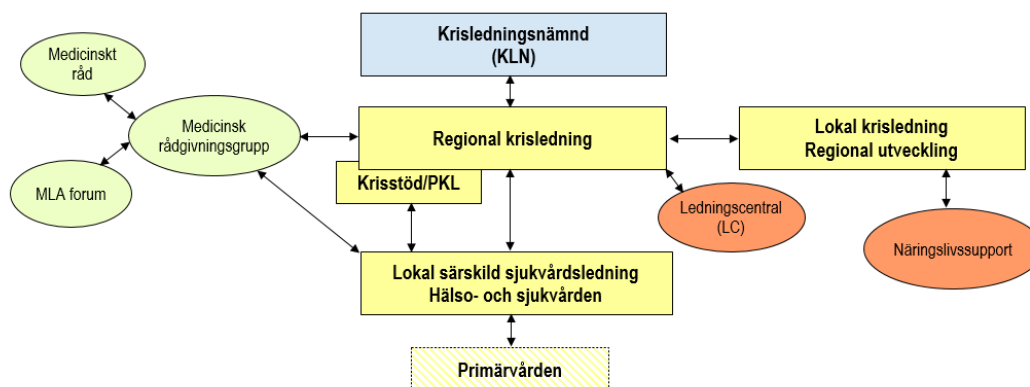 Krisledningsnämnd
(KLN)
Medicinskt
råd
Medicinsk
rådgivningsgrupp
Regional krisledning
Lokal krisledning
Regional utveckling
MLA forum
Krisstöd/PKL
Ledningscentral
(LC)
Näringslivssupport
Lokal särskild sjukvårdsledning
Hälso- och sjukvården
Primärvården